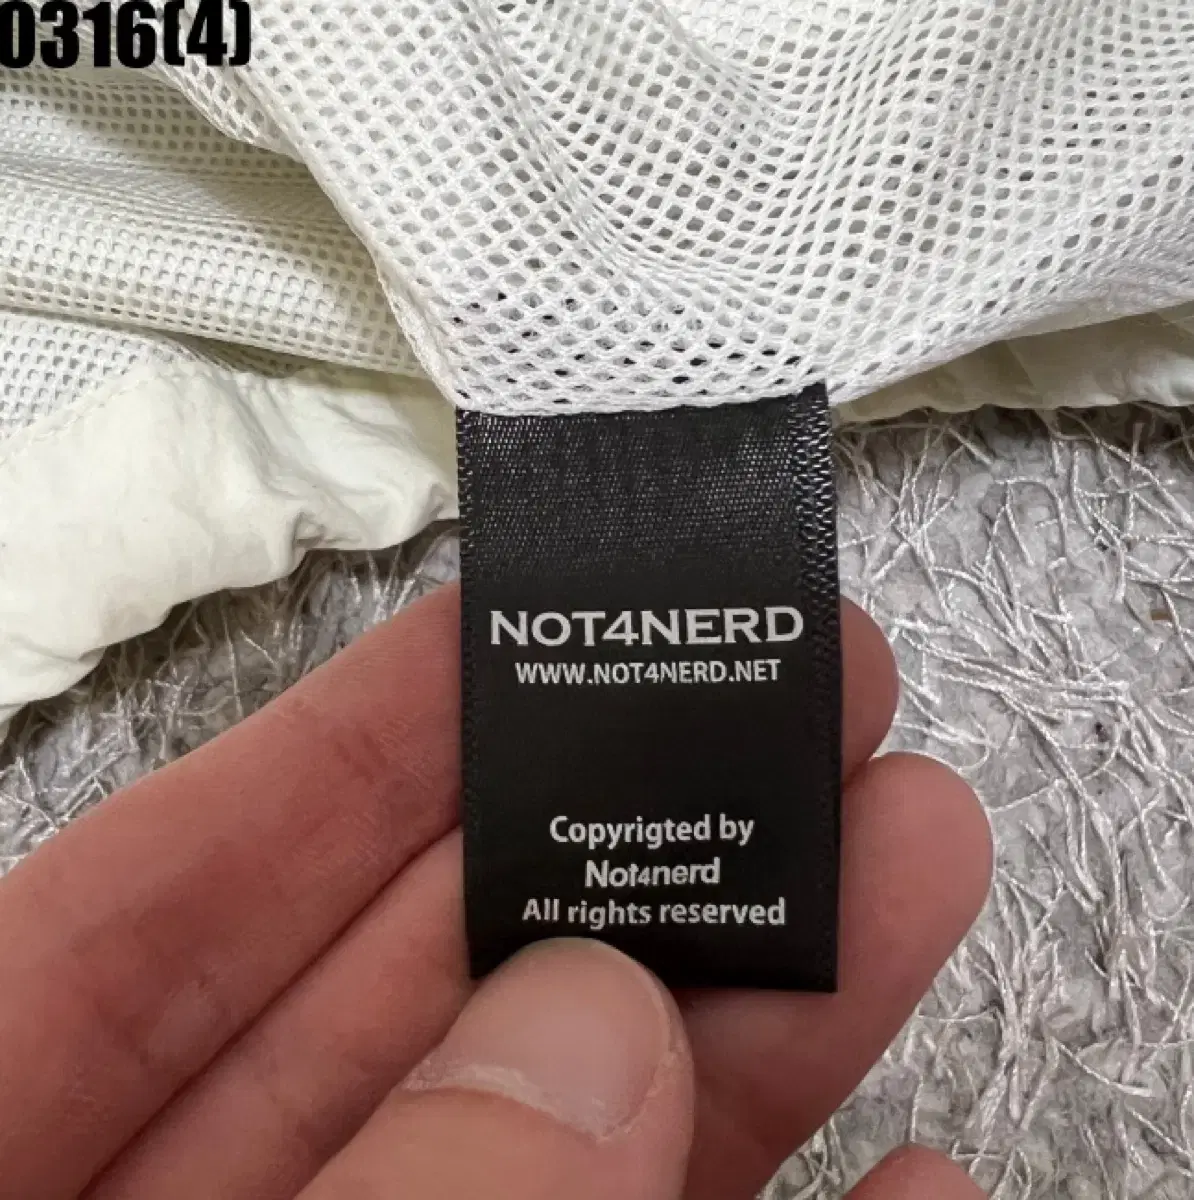 0316(4)
NOT4NERD
WWW.NOT4NERD.NET
Copyrigted by
Not4nerd
All rights reserved